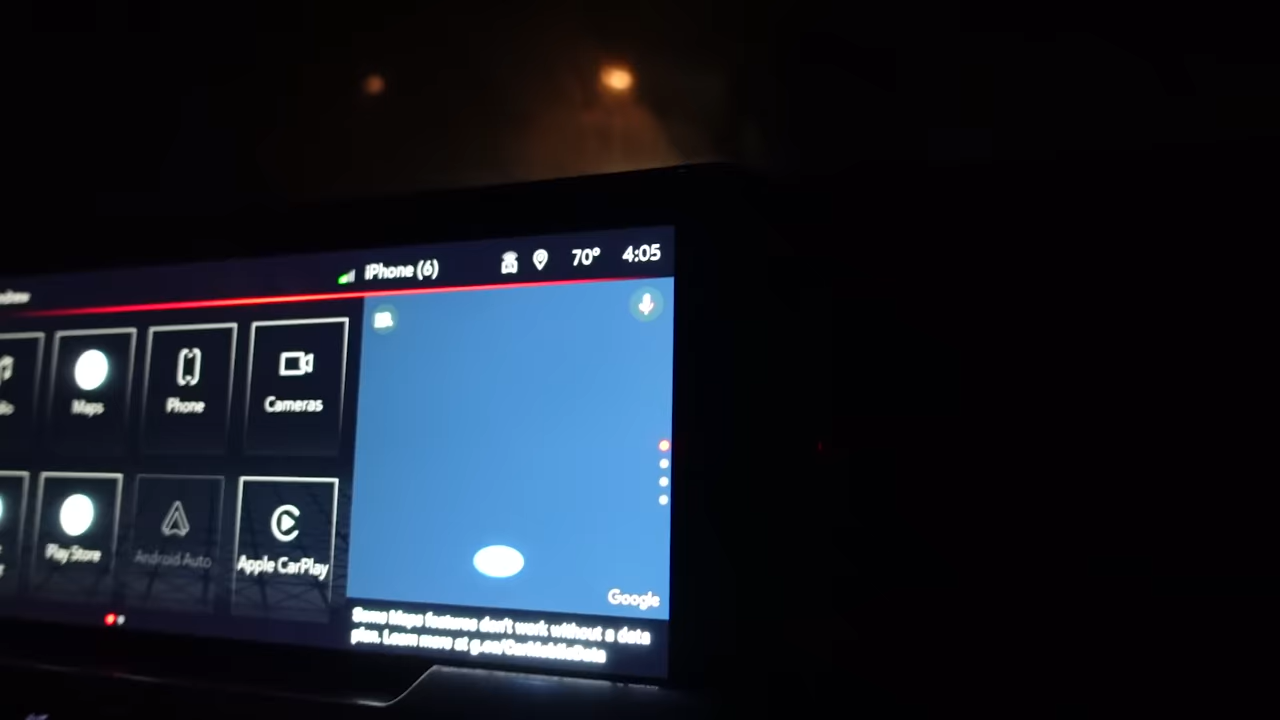 iPhone (6)
70°
4:05
Maps
Phone
Cameras
Play Store
Android Auto
Apple CarPlay
Google
Some Maps features don't work without a data
plan. Learn more at g.co/CarMobileData